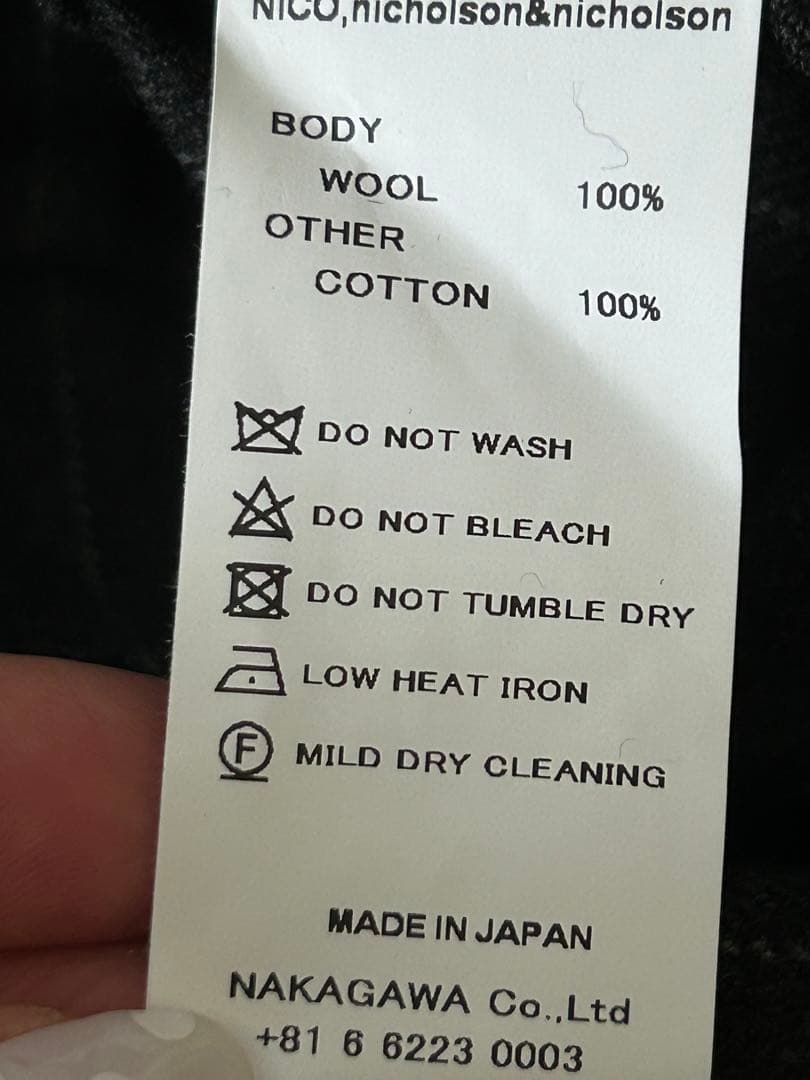 NICO,nicholson&nicholson
BODY
WOOL 100%
OTHER
COTTON 100%
DO NOT WASH
DO NOT BLEACH
DO NOT TUMBLE DRY
LOW HEAT IRON
F MILD DRY CLEANING
MADE IN JAPAN
NAKAGAWA Co.,Ltd
+81 6 6223 0003